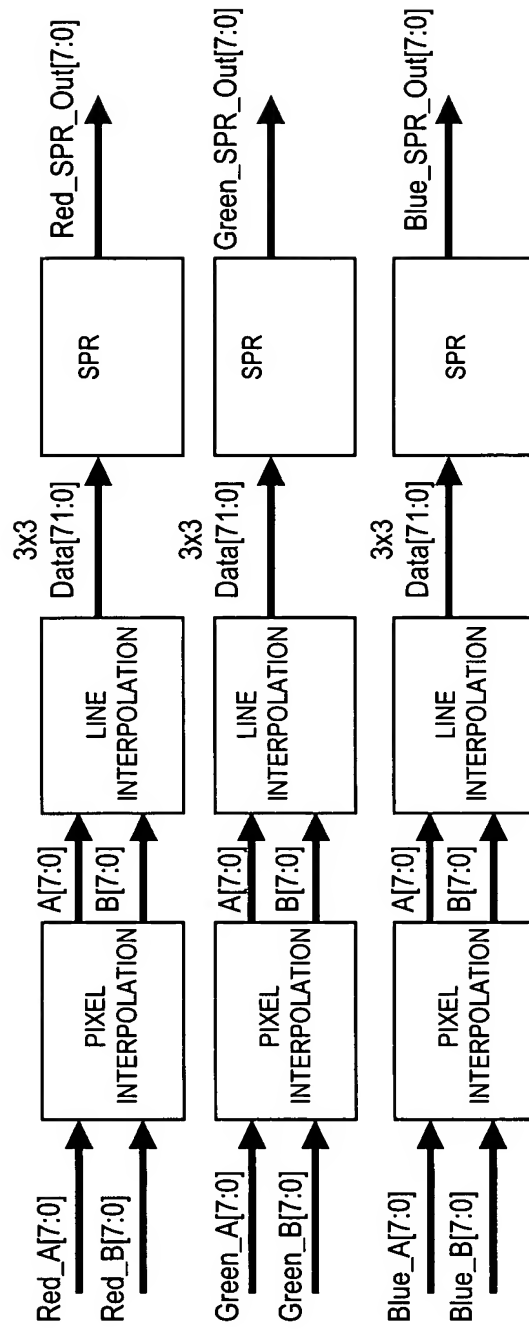 Red_A[7:0]
Red_B[7:0]
PIXEL
INTERPOLATION
A[7:0]
B[7:0]
LINE
INTERPOLATION
3x3
Data[71:0]
SPR
Red_SPR_Out[7:0]
Green_A[7:0]
Green_B[7:0]
PIXEL
INTERPOLATION
A[7:0]
B[7:0]
LINE
INTERPOLATION
3x3
Data[71:0]
SPR
Green_SPR_Out[7:0]
Blue_A[7:0]
Blue_B[7:0]
PIXEL
INTERPOLATION
A[7:0]
B[7:0]
LINE
INTERPOLATION
3x3
Data[71:0]
SPR
Blue_SPR_Out[7:0]